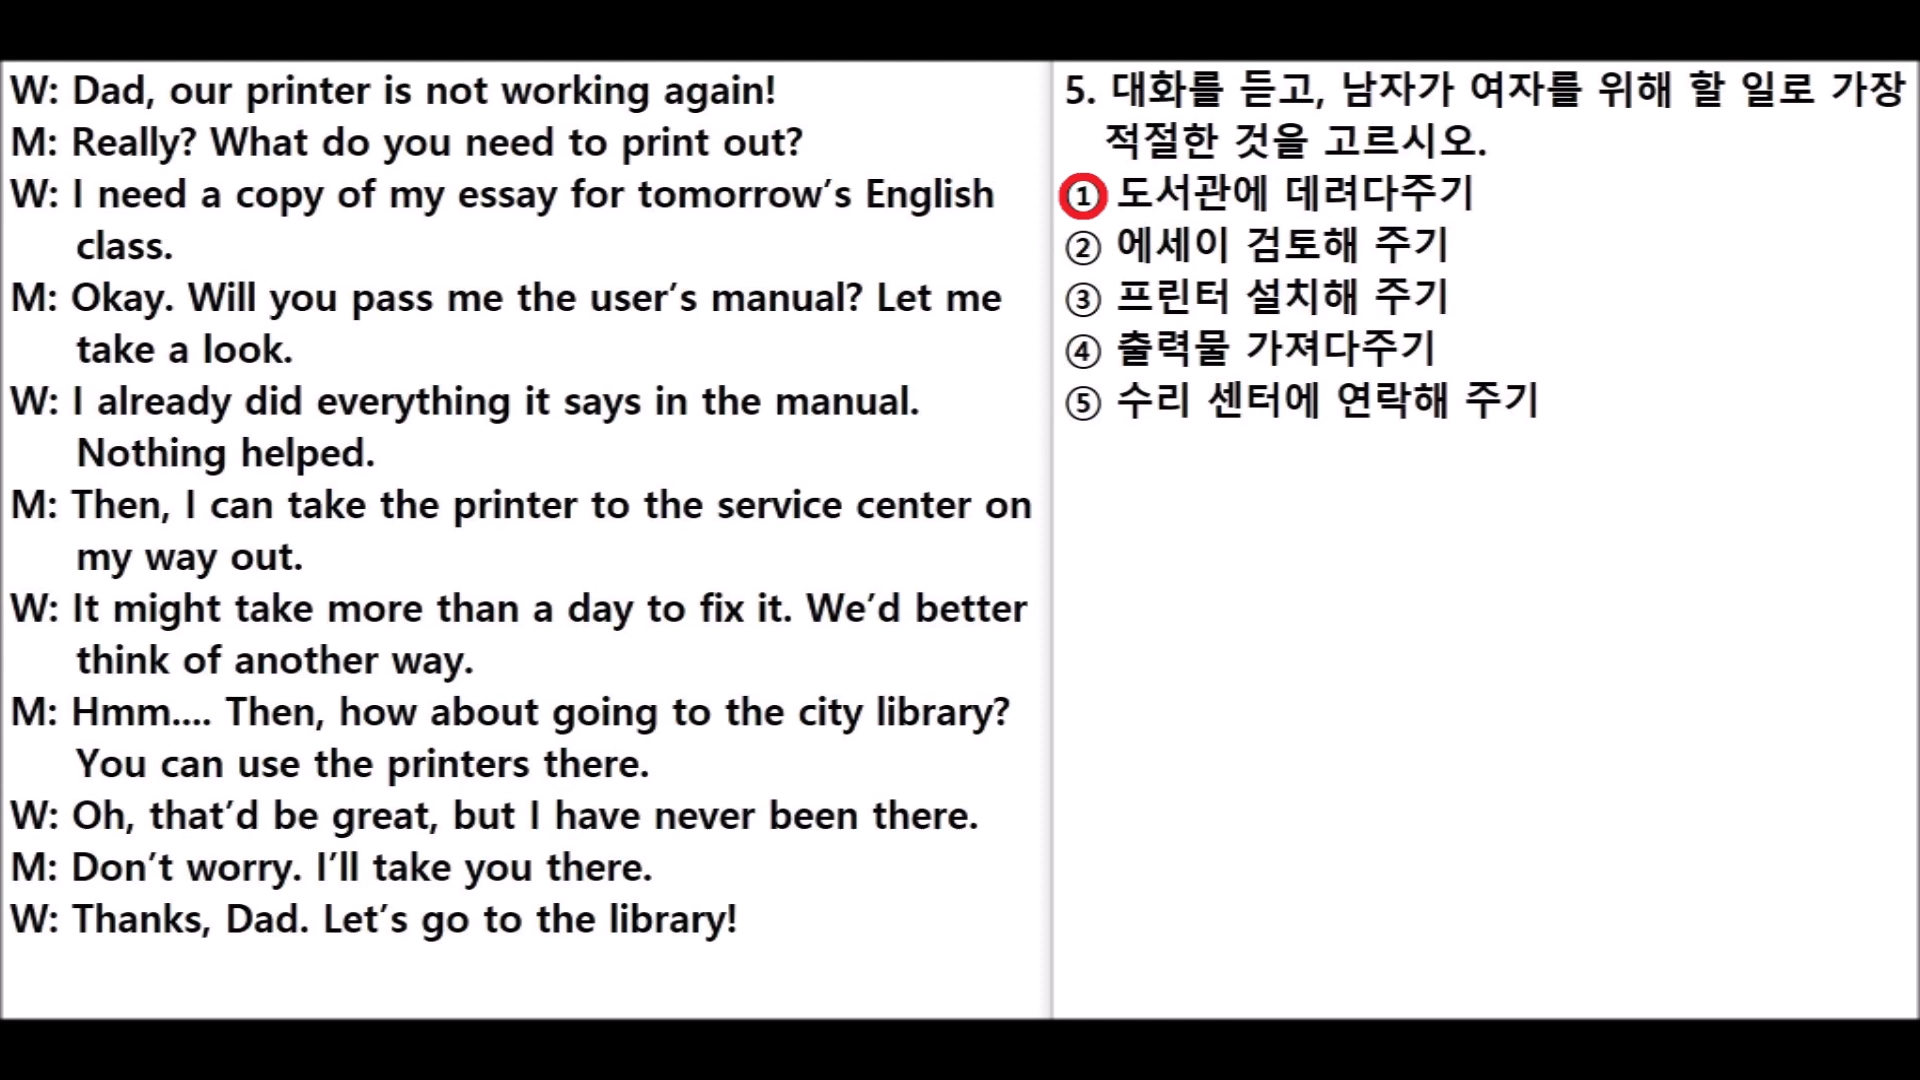 W: Dad, our printer is not working again!
M: Really? What do you need to print out?
W: I need a copy of my essay for tomorrow’s English
class.
M: Okay. Will you pass me the user’s manual? Let me
take a look.
W: I already did everything it says in the manual.
Nothing helped.
M: Then, I can take the printer to the service center on
my way out.
W: It might take more than a day to fix it. We’d better
think of another way.
M: Hmm.... Then, how about going to the city library?
You can use the printers there.
W: Oh, that’d be great, but I have never been there.
M: Don’t worry. I’ll take you there.
W: Thanks, Dad. Let’s go to the library!
5. 대화를 듣고, 남자가 여자를 위해 할 일로 가장
적절한 것을 고르시오.
① 도서관에 데려다주기
② 에세이 검토해 주기
③ 프린터 설치해 주기
④ 출력물 가져다주기
⑤ 수리 센터에 연락해 주기